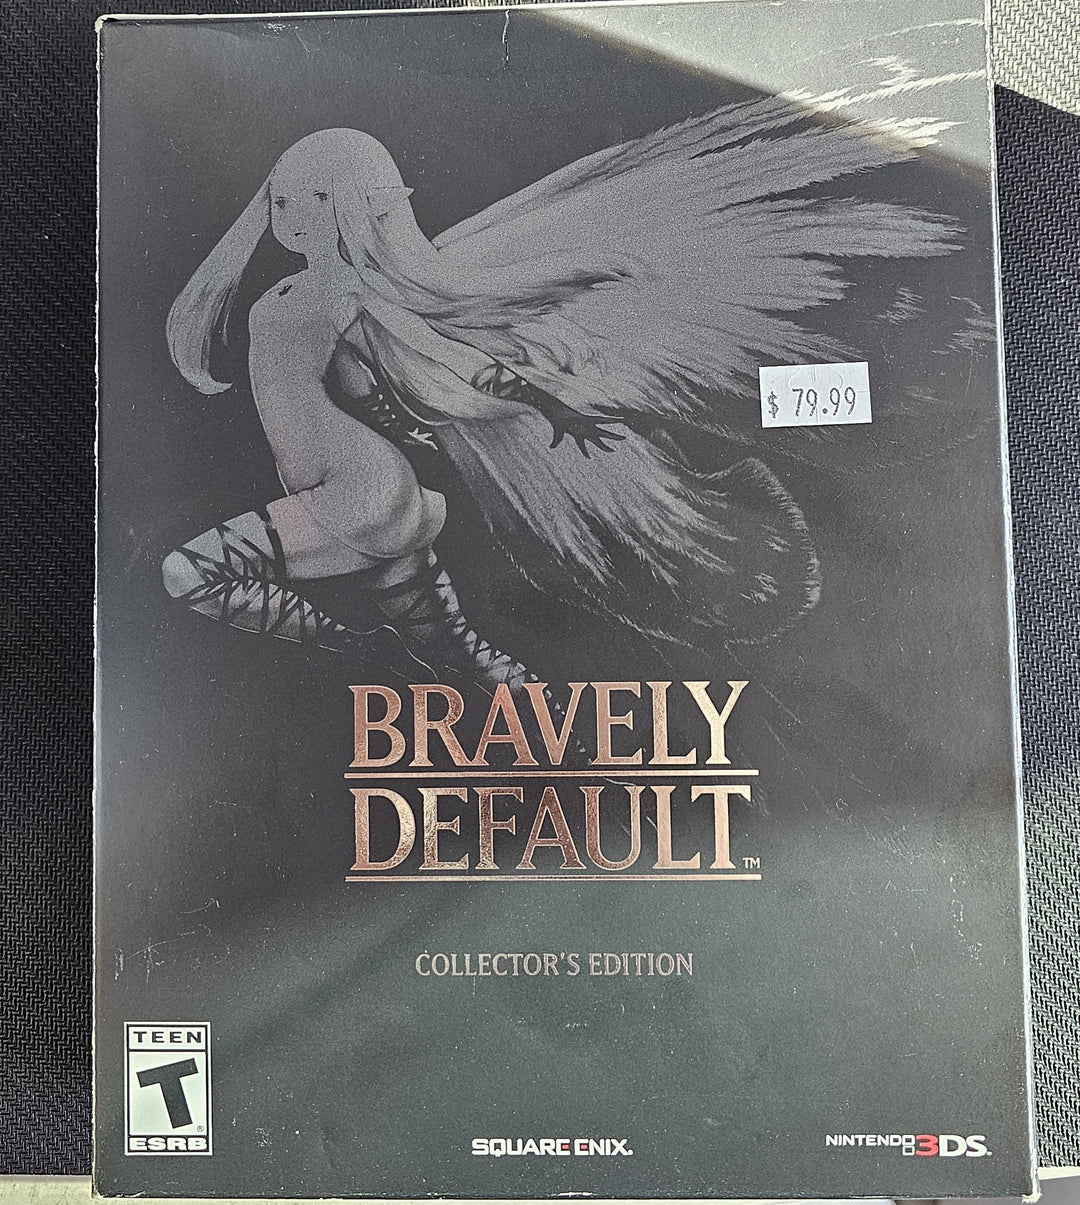 $ 79.99
BRAVELY
DEFAULT™
COLLECTOR'S EDITION
TEEN
T®
ESRB
SQUARE ENIX.
NINTENDO 3DS.